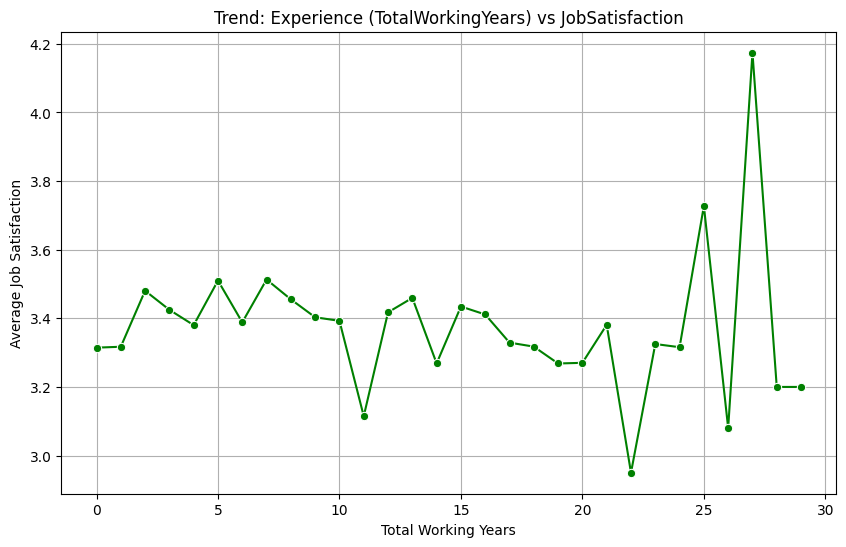 Trend: Experience (TotalWorkingYears) vs JobSatisfaction
4.2
4.0
3.8
3.6
3.4
3.2
3.0
Average Job Satisfaction
0 5 10 15 20 25 30
Total Working Years